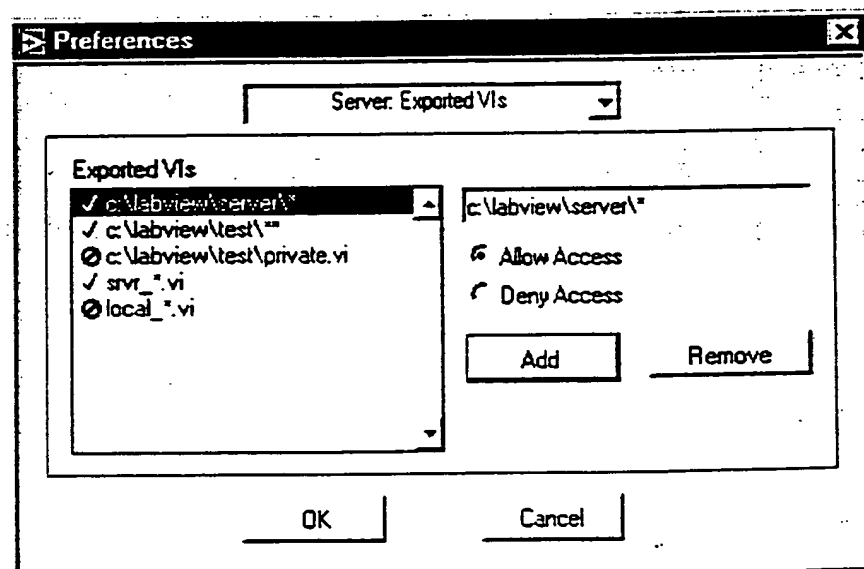 Preferences
Server: Exported VIs
Exported VIs
c:\labview\server\*
c:\labview\test\**
c:\labview\test\private.vi
srvr_*.vi
local_*.vi
c:\labview\server\*
Allow Access
Deny Access
Add
Remove
OK
Cancel